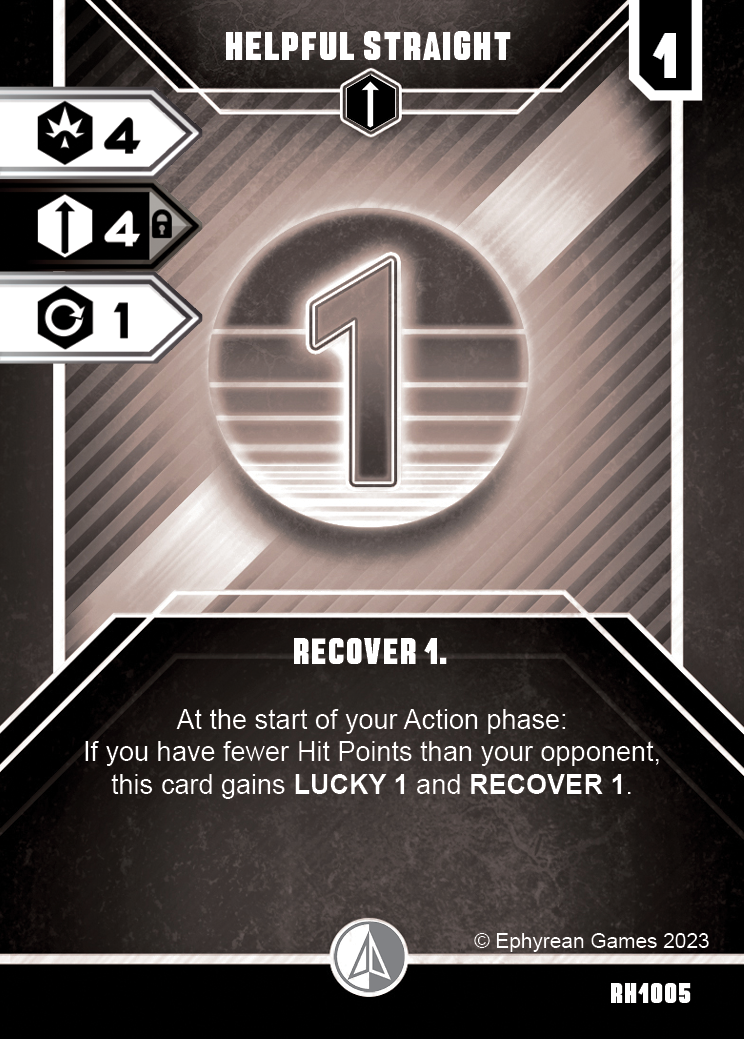 HELPFUL STRAIGHT
1
4
4
1
1
RECOVER 1.
At the start of your Action phase:
If you have fewer Hit Points than your opponent,
this card gains LUCKY 1 and RECOVER 1.
© Ephyrean Games 2023
RH1005